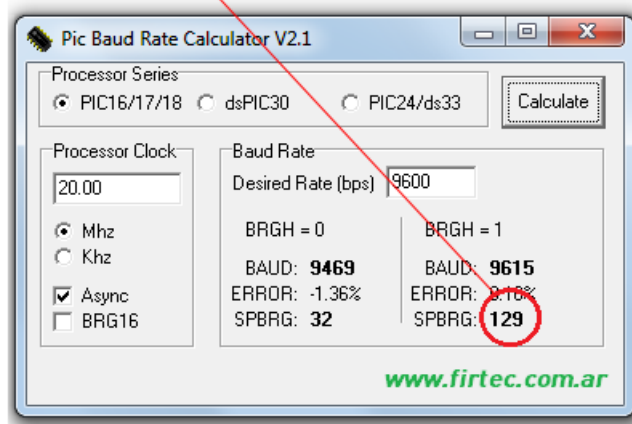 Pic Baud Rate Calculator V2.1
Processor Series
PIC16/17/18 dsPIC30 PIC24/ds33 Calculate
Processor Clock
20.00
Mhz
Khz
Async
BRG16
Baud Rate
Desired Rate (bps) 9600
BRGH = 0
BAUD: 9469
ERROR: -1.36%
SPBRG: 32
BRGH = 1
BAUD: 9615
ERROR: 0.16%
SPBRG: 129
www.firtec.com.ar